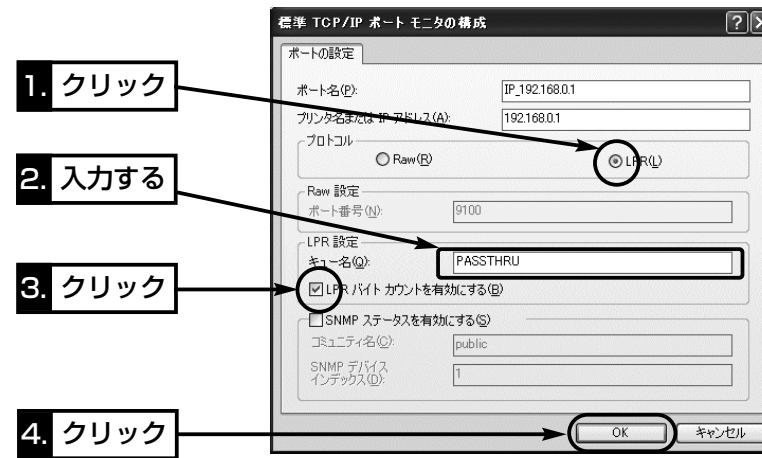 標準 TCP/IP ポート モニタの構成
ポートの設定
1. クリック
ポート名(P):
IP_192.168.0.1
プリンタ名または IP アドレス(A):
192.168.0.1
プロトコル
Raw(R)
LPR(L)
2. 入力する
Raw 設定
ポート番号(N):
9100
LPR 設定
キュー名(Q):
PASSTHRU
3. クリック
LPR バイト カウントを有効にする(B)
SNMP ステータスを有効にする(S)
コミュニティ名(C):
public
SNMP デバイス
インデックス(D):
1
4. クリック
OK
キャンセル